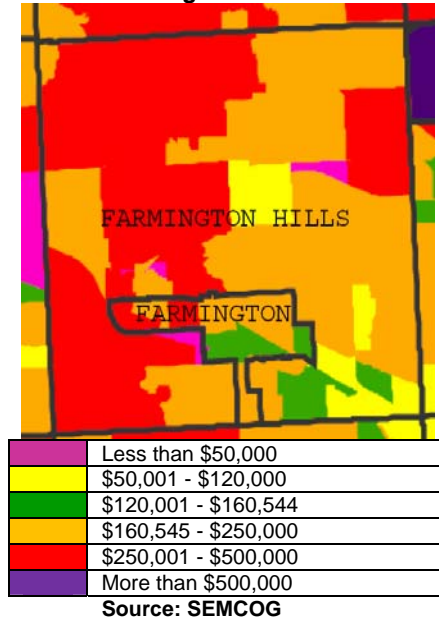 FARMINGTON HILLS
FARMINGTON
Less than $50,000
$50,001 - $120,000
$120,001 - $160,544
$160,545 - $250,000
$250,001 - $500,000
More than $500,000
Source: SEMCOG